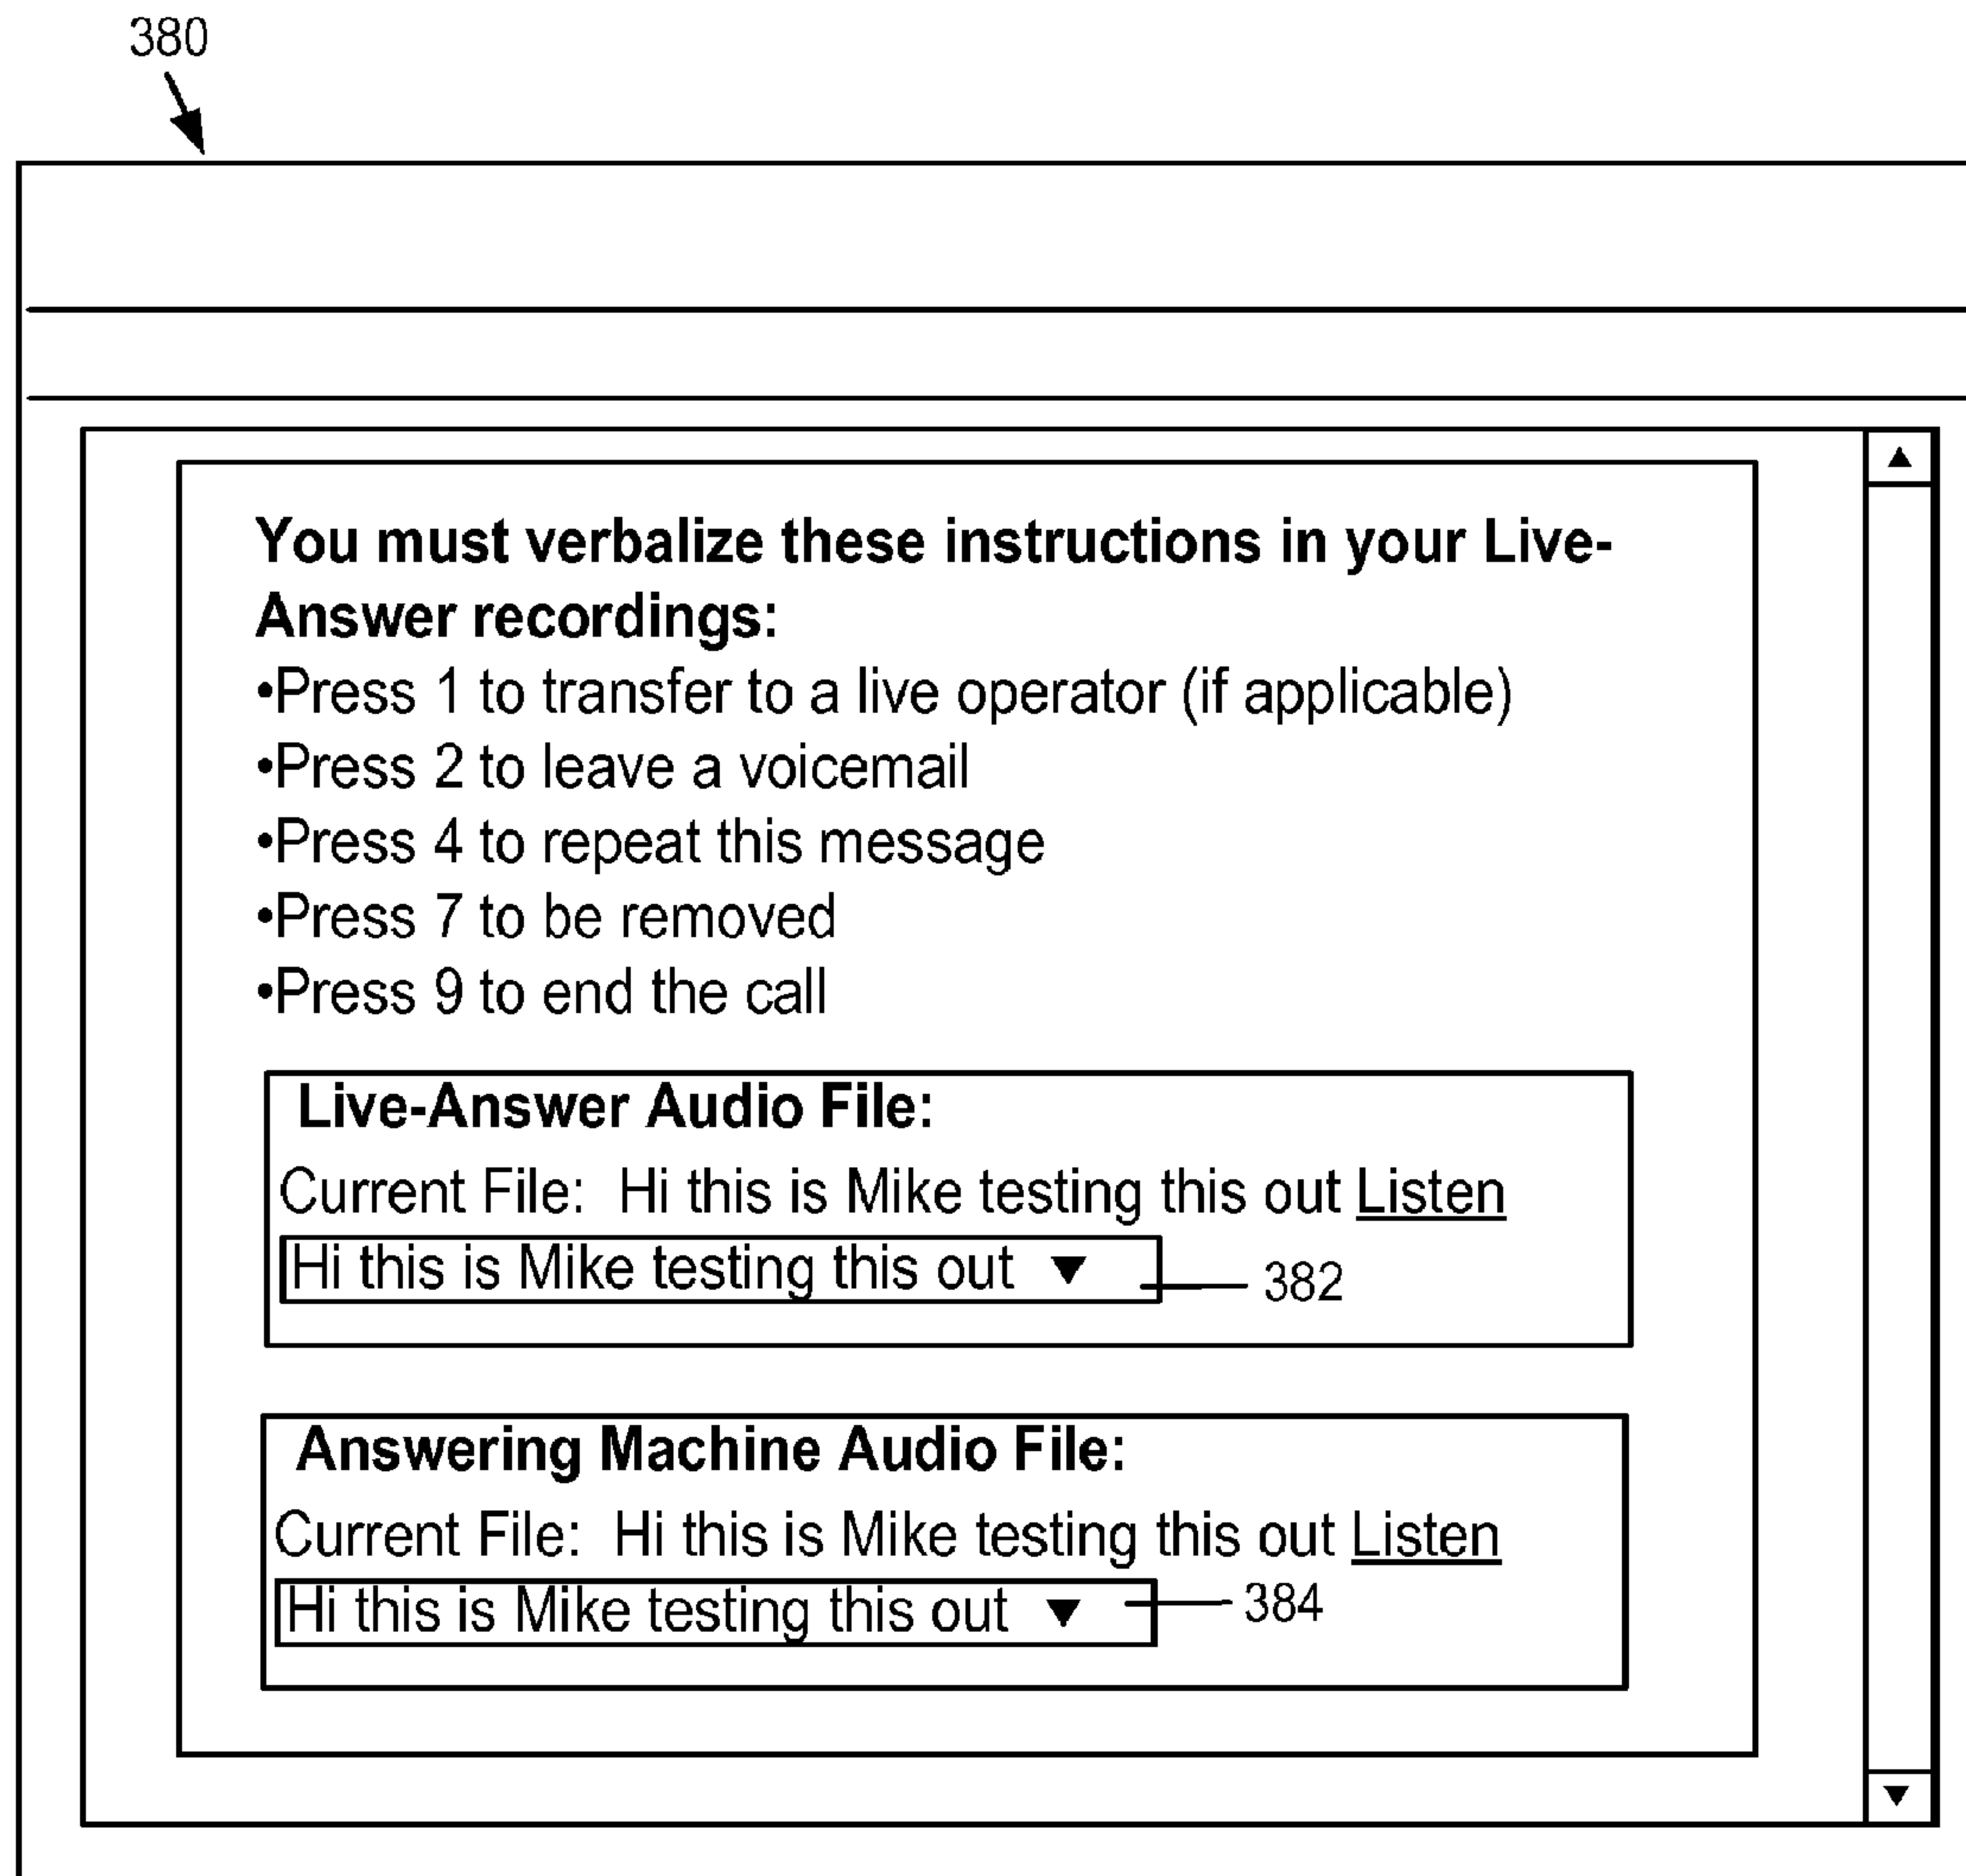 380
You must verbalize these instructions in your Live-
Answer recordings:
•Press 1 to transfer to a live operator (if applicable)
•Press 2 to leave a voicemail
•Press 4 to repeat this message
•Press 7 to be removed
•Press 9 to end the call
Live-Answer Audio File:
Current File: Hi this is Mike testing this out Listen
Hi this is Mike testing this out ▼ 382
Answering Machine Audio File:
Current File: Hi this is Mike testing this out Listen
Hi this is Mike testing this out ▼ 384